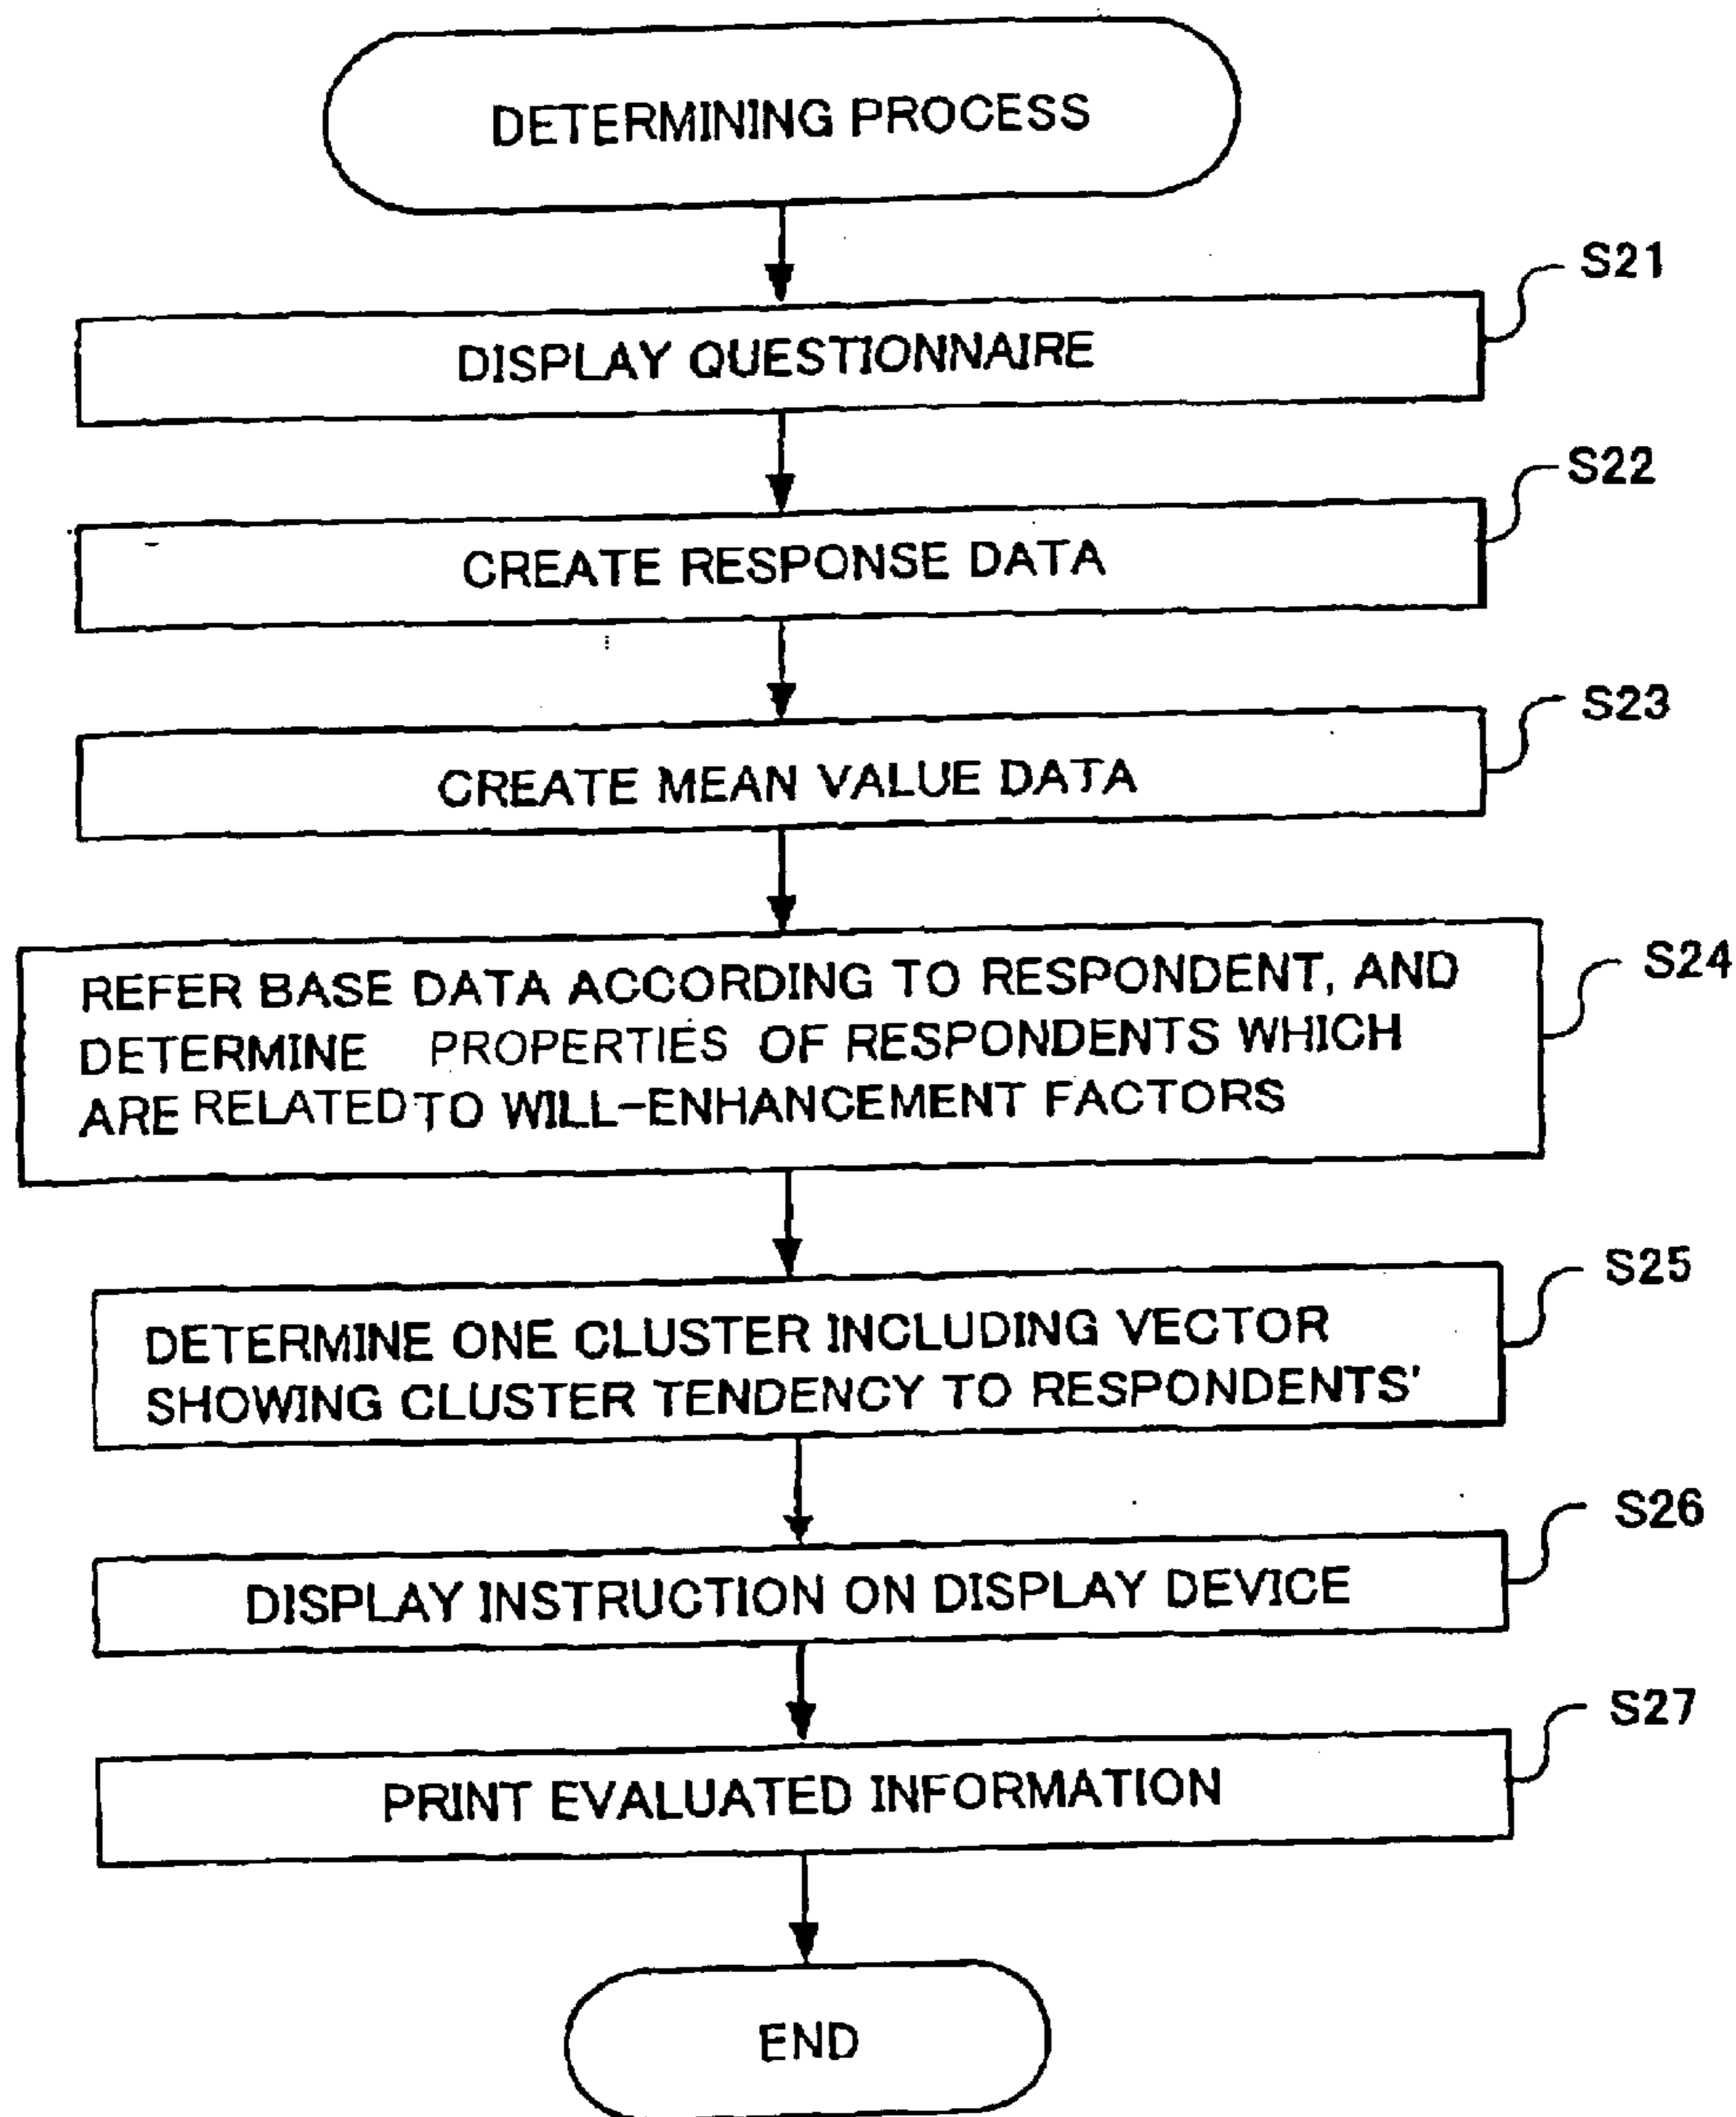 DETERMINING PROCESS
S21
DISPLAY QUESTIONNAIRE
S22
CREATE RESPONSE DATA
S23
CREATE MEAN VALUE DATA
S24
REFER BASE DATA ACCORDING TO RESPONDENT, AND
DETERMINE PROPERTIES OF RESPONDENTS WHICH
ARE RELATED TO WILL-ENHANCEMENT FACTORS
S25
DETERMINE ONE CLUSTER INCLUDING VECTOR
SHOWING CLUSTER TENDENCY TO RESPONDENTS'
S26
DISPLAY INSTRUCTION ON DISPLAY DEVICE
S27
PRINT EVALUATED INFORMATION
END